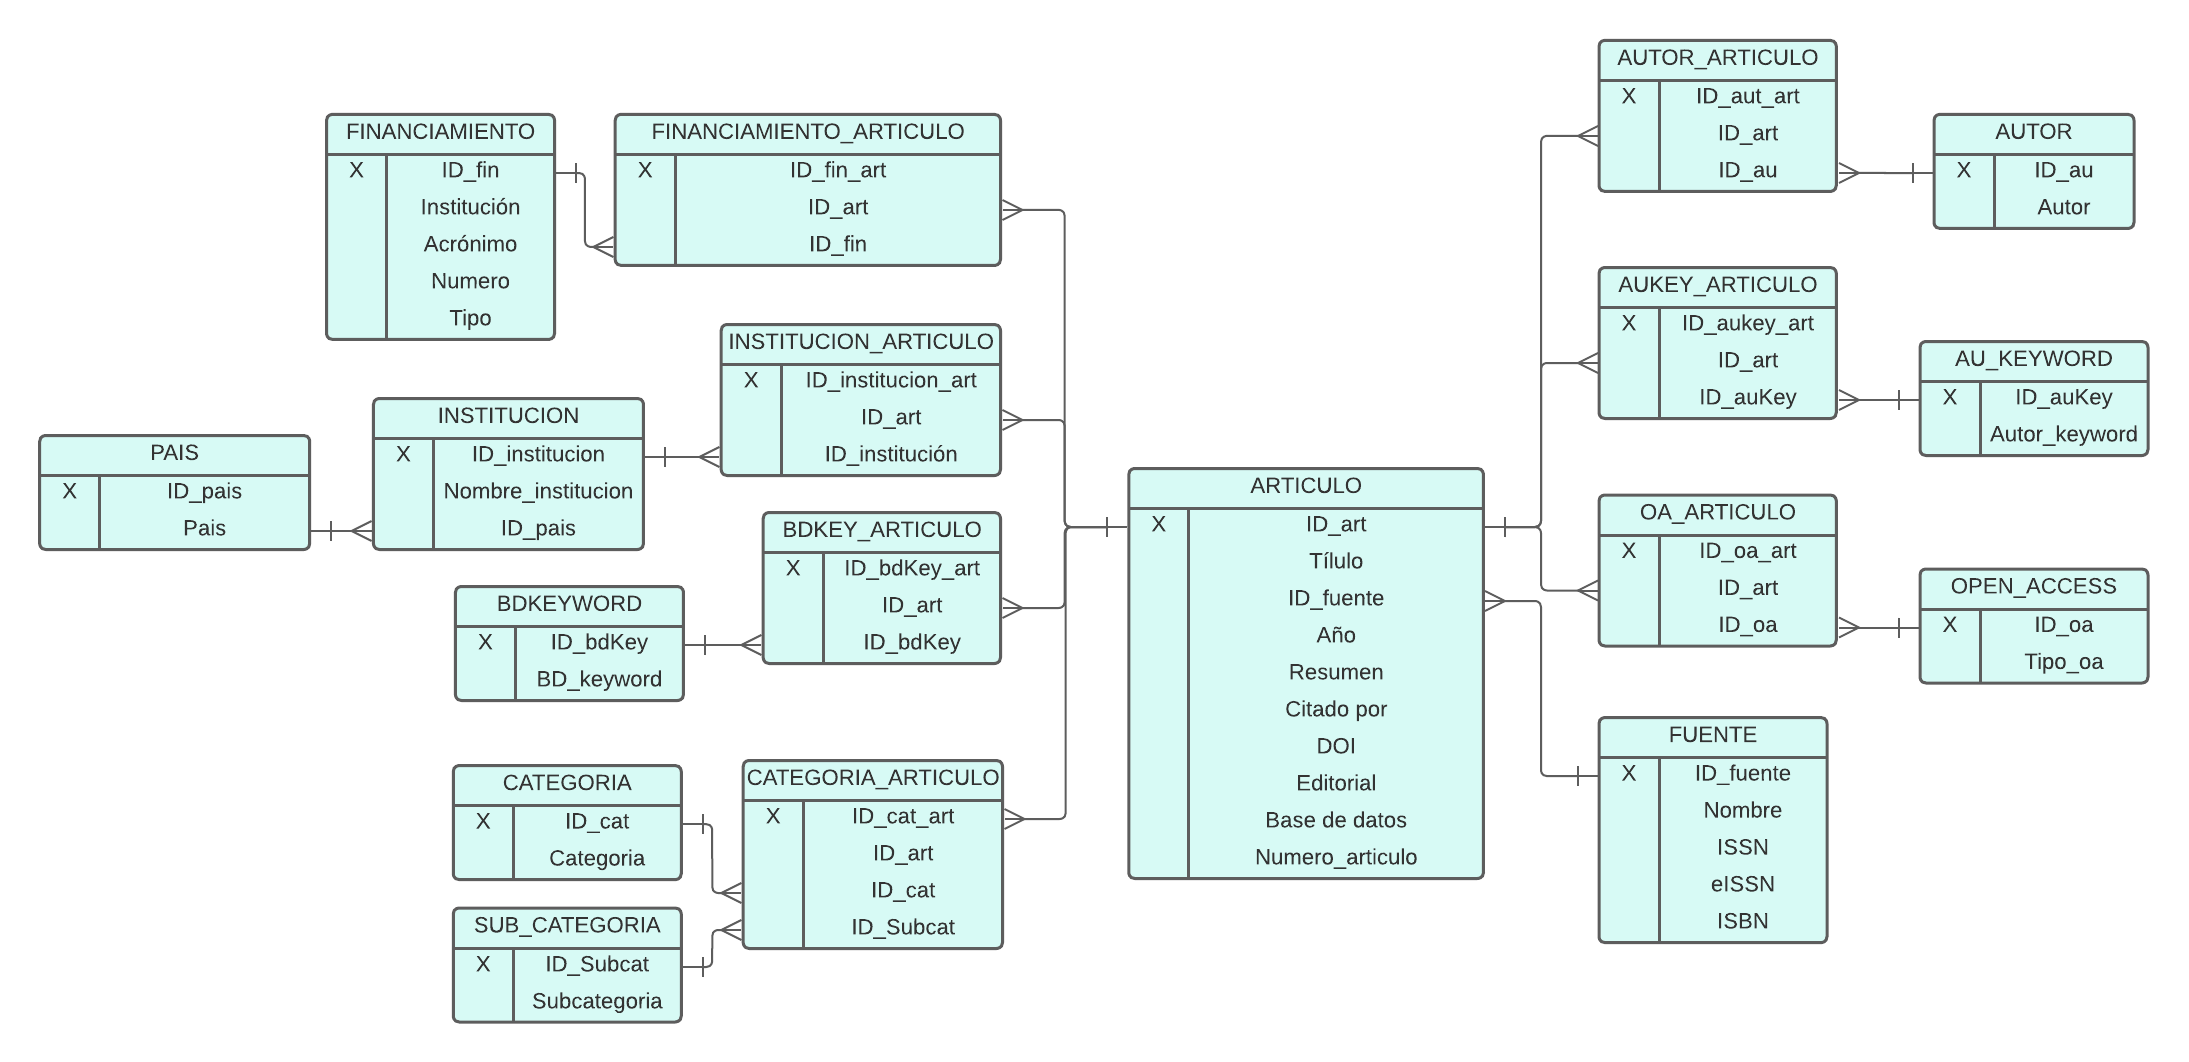 FINANCIAMIENTO
X ID_fin
Institución
Acrónimo
Numero
Tipo
FINANCIAMIENTO_ARTICULO
X ID_fin_art
ID_art
ID_fin
INSTITUCION_ARTICULO
X ID_institucion_art
ID_art
ID_institución
INSTITUCION
X ID_institucion
Nombre_institucion
ID_pais
PAIS
X ID_pais
Pais
BDKEY_ARTICULO
X ID_bdKey_art
ID_art
ID_bdKey
BDKEYWORD
X ID_bdKey
BD_keyword
CATEGORIA
X ID_cat
Categoria
CATEGORIA_ARTICULO
X ID_cat_art
ID_art
ID_cat
ID_Subcat
SUB_CATEGORIA
X ID_Subcat
Subcategoria
ARTICULO
X ID_art
Tílulo
ID_fuente
Año
Resumen
Citado por
DOI
Editorial
Base de datos
Numero_articulo
AUTOR_ARTICULO
X ID_aut_art
ID_art
ID_au
AUTOR
X ID_au
Autor
AUKEY_ARTICULO
X ID_aukey_art
ID_art
ID_auKey
AU_KEYWORD
X ID_auKey
Autor_keyword
OA_ARTICULO
X ID_oa_art
ID_art
ID_oa
OPEN_ACCESS
X ID_oa
Tipo_oa
FUENTE
X ID_fuente
Nombre
ISSN
eISSN
ISBN